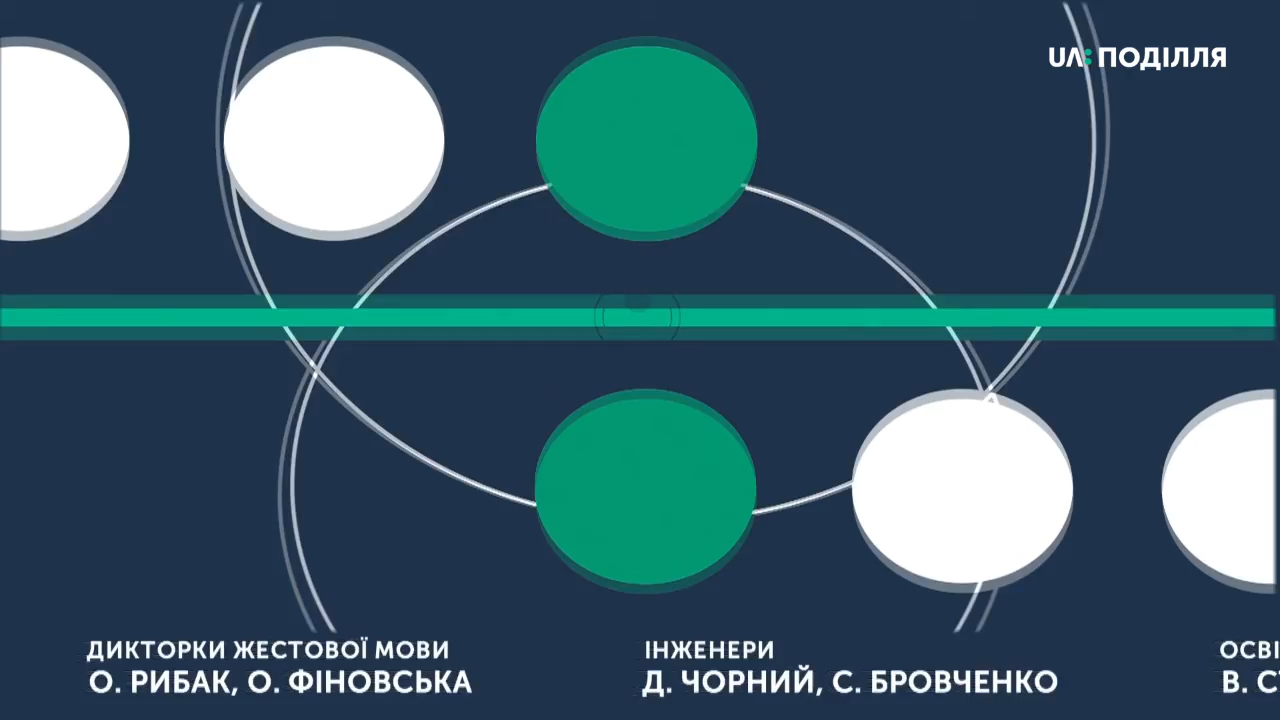 UA: ПОДІЛЛЯ
ДИКТОРКИ ЖЕСТОВОЇ МОВИ
О. РИБАК, О. ФІНОВСЬКА
ІНЖЕНЕРИ
Д. ЧОРНИЙ, С. БРОВЧЕНКО